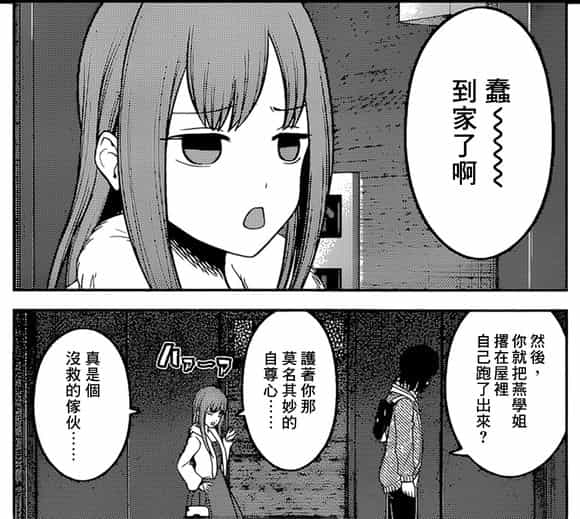 蠢~~~~~
到家了啊
然後，
你就把燕學姐
撂在屋裡
自己跑了出來？
護著你那
莫名其妙的
自尊心……
ハァーァ
真是個
沒救的傢伙……